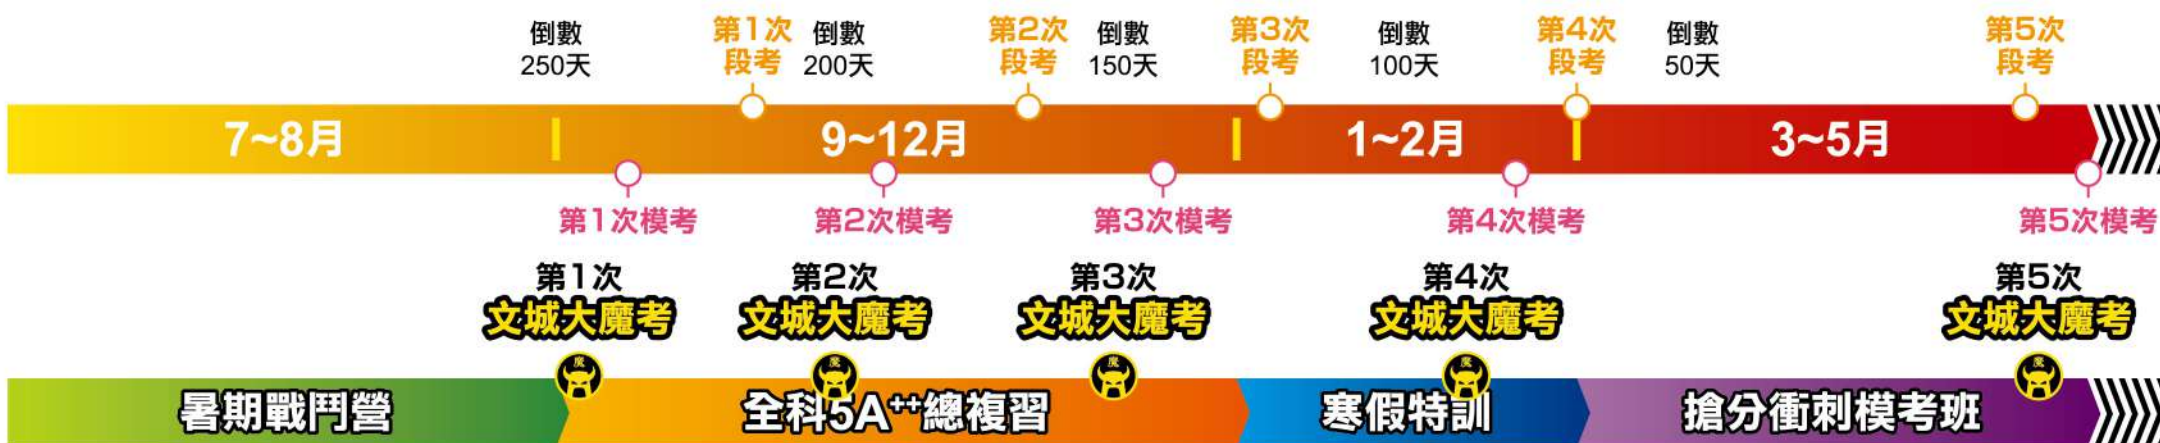 倒數
250天
第1次
段考
倒數
200天
第2次
段考
倒數
150天
第3次
段考
倒數
100天
第4次
段考
倒數
50天
第5次
段考
7~8月
9~12月
1~2月
3~5月
第1次模考
第2次模考
第3次模考
第4次模考
第5次模考
第1次
文城大魔考
第2次
文城大魔考
第3次
文城大魔考
第4次
文城大魔考
第5次
文城大魔考
魔
魔
魔
魔
魔
暑期戰鬥營
全科5A++總複習
寒假特訓
搶分衝刺模考班